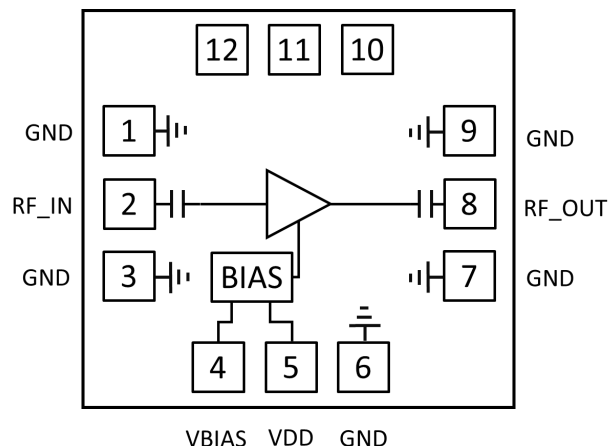 12 11 10
GND 1 9 GND
RF_IN 2 8 RF_OUT
GND 3 7 GND
BIAS
4 5 6
VBIAS VDD GND